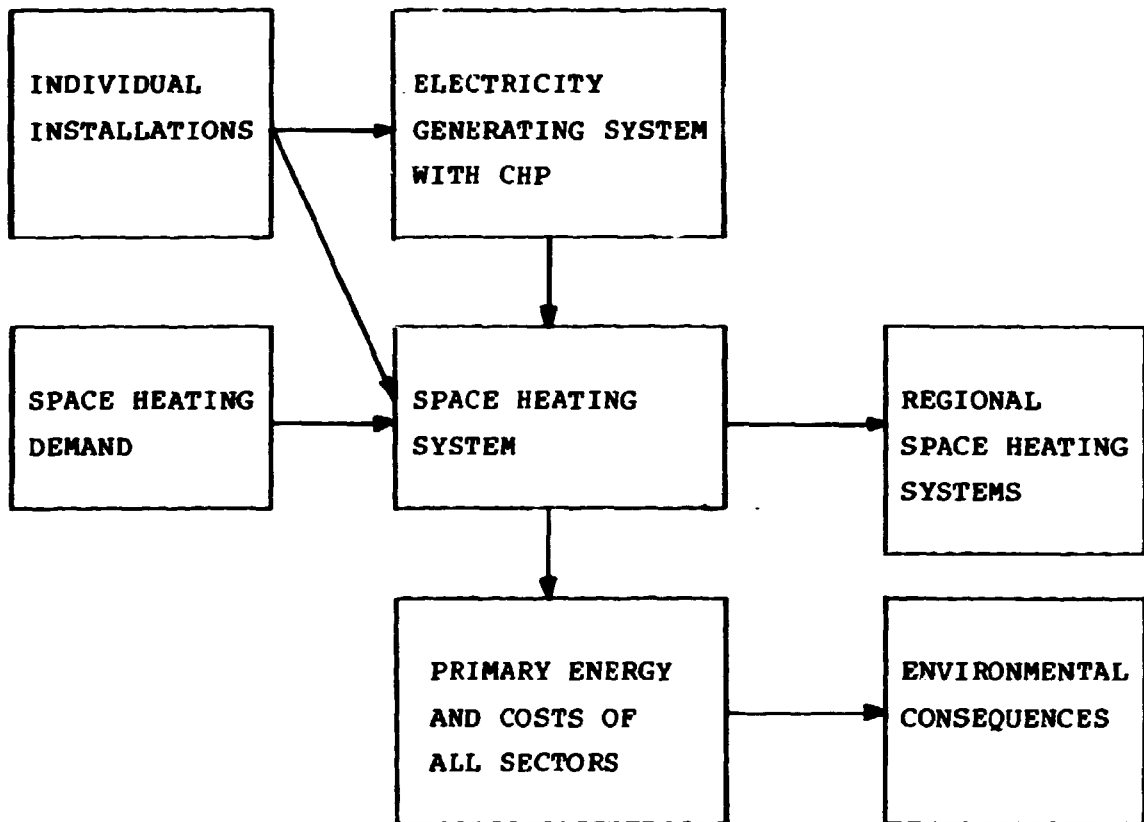 INDIVIDUAL
INSTALLATIONS
ELECTRICITY
GENERATING SYSTEM
WITH CHP
SPACE HEATING
DEMAND
SPACE HEATING
SYSTEM
REGIONAL
SPACE HEATING
SYSTEMS
PRIMARY ENERGY
AND COSTS OF
ALL SECTORS
ENVIRONMENTAL
CONSEQUENCES